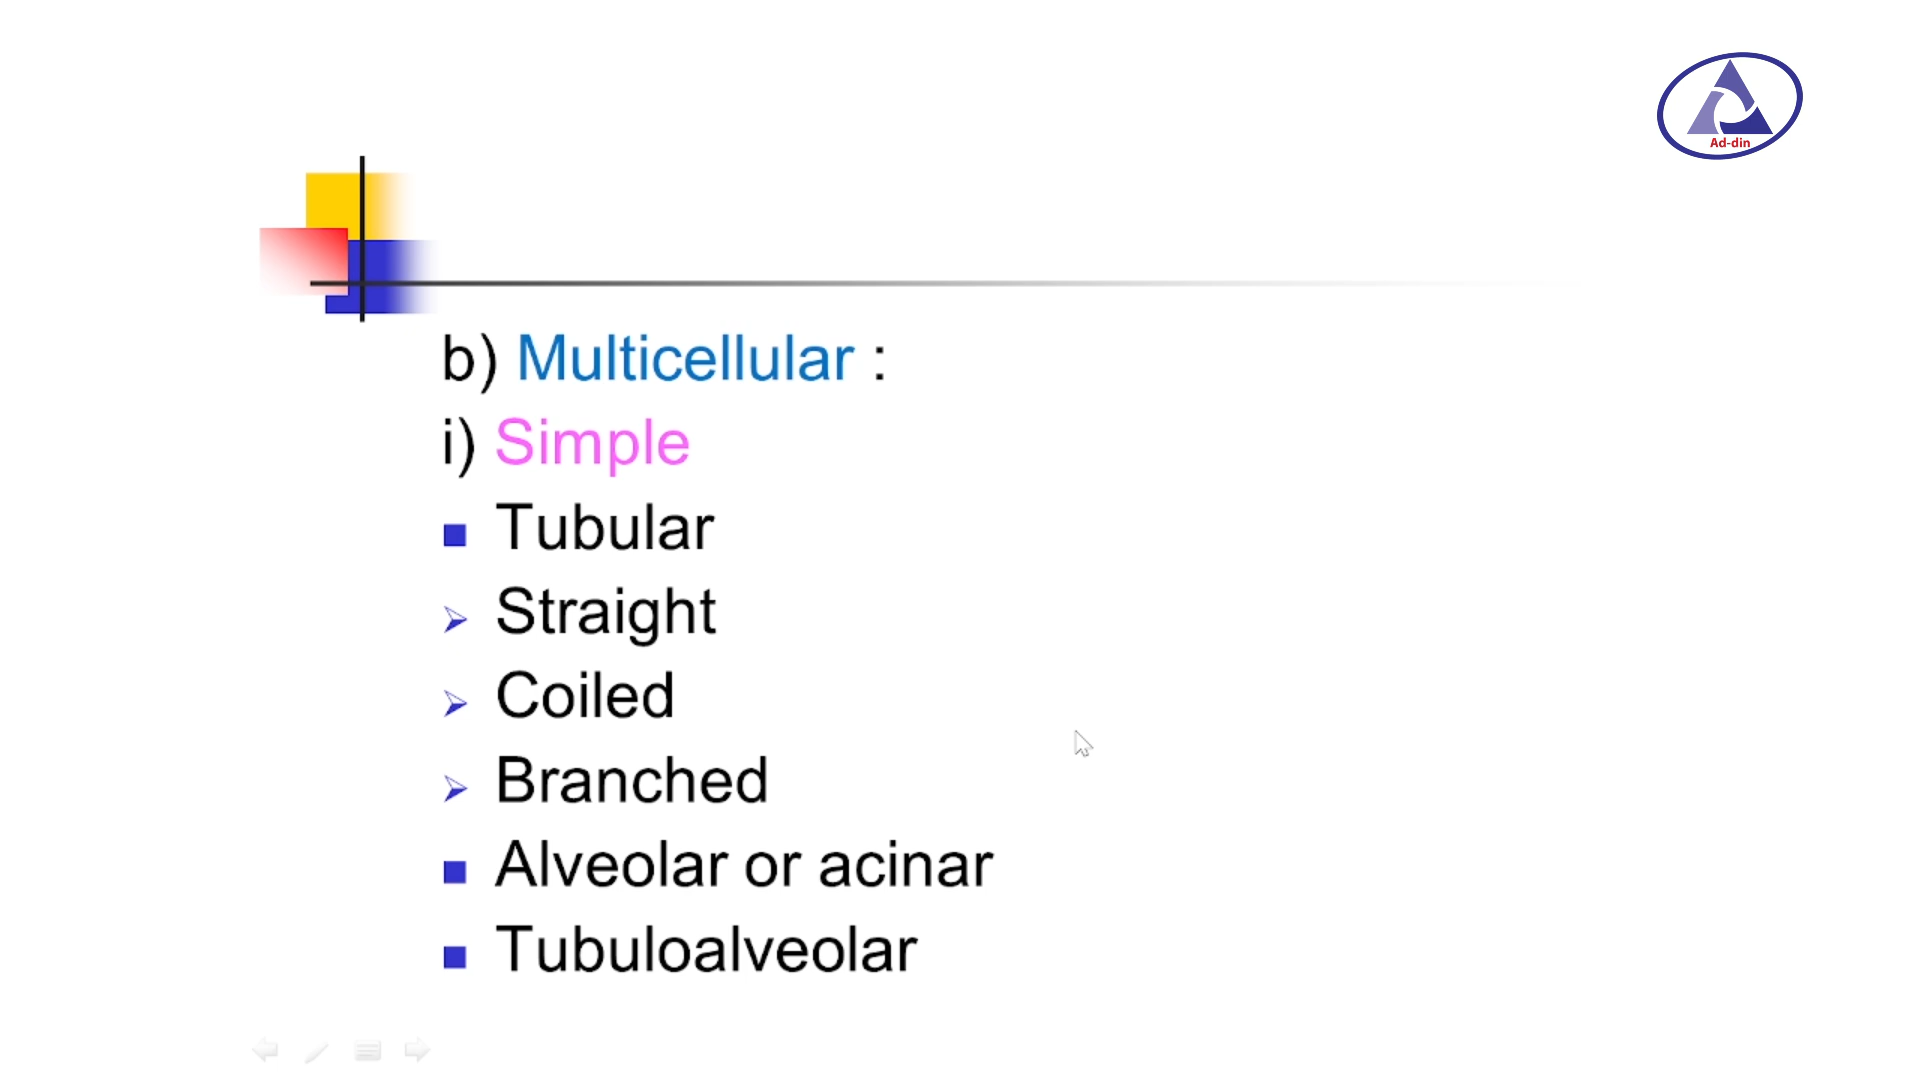 Ad-din
b) Multicellular :
i) Simple
Tubular
Straight
Coiled
Branched
Alveolar or acinar
Tubuloalveolar